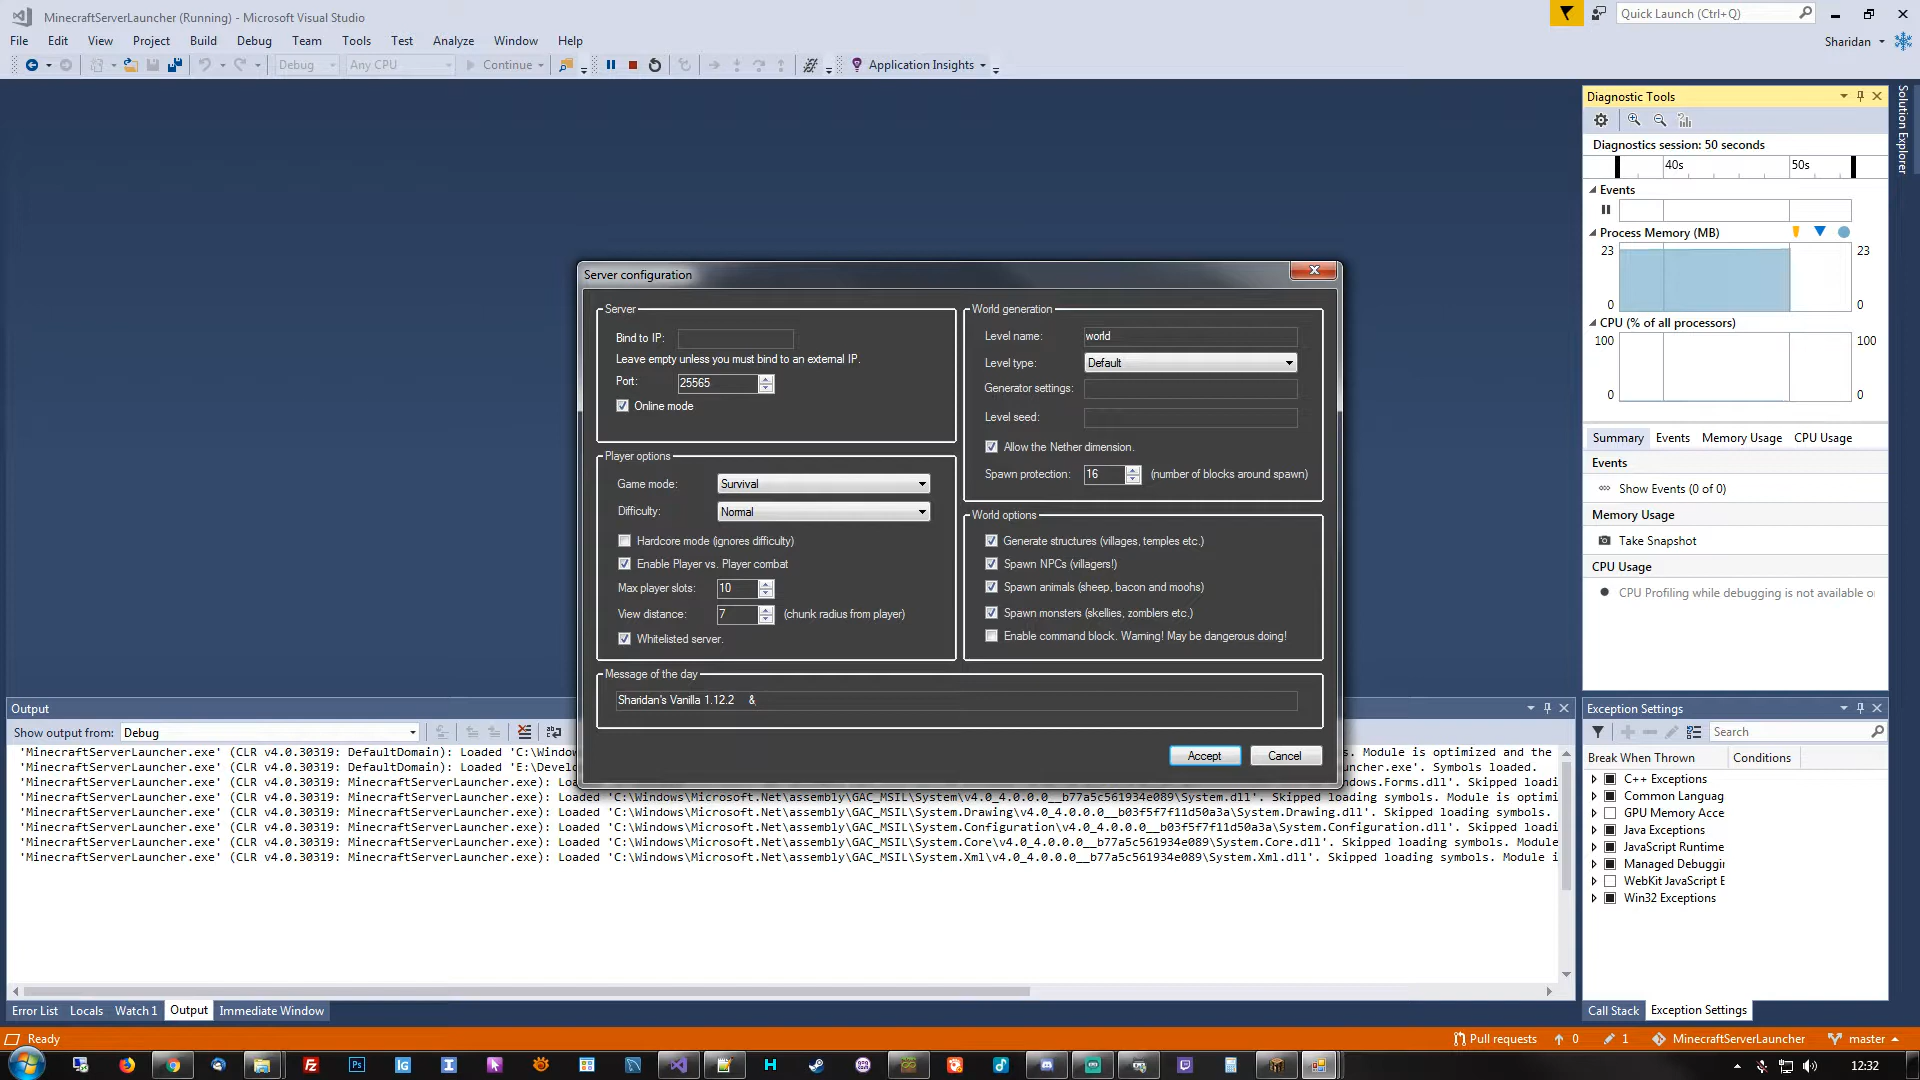 MinecraftServerLauncher (Running) - Microsoft Visual Studio
Quick Launch (Ctrl+Q)
File Edit View Project Build Debug Team Tools Test Analyze Window Help
Sharidan
Debug Any CPU Continue Application Insights
Solution Explorer
Diagnostic Tools
Diagnostics session: 50 seconds
40s 50s
Events
Process Memory (MB)
23 23
0 0
CPU (% of all processors)
100 100
0 0
Summary Events Memory Usage CPU Usage
Events
Show Events (0 of 0)
Memory Usage
Take Snapshot
CPU Usage
CPU Profiling while debugging is not available o
Server configuration
Server
Bind to IP:
Leave empty unless you must bind to an external IP.
Port: 25565
Online mode
Player options
Game mode: Survival
Difficulty: Normal
Hardcore mode (ignores difficulty)
Enable Player vs. Player combat
Max player slots: 10
View distance: 7 (chunk radius from player)
Whitelisted server.
World generation
Level name: world
Level type: Default
Generator settings:
Level seed:
Allow the Nether dimension.
Spawn protection: 16 (number of blocks around spawn)
World options
Generate structures (villages, temples etc.)
Spawn NPCs (villagers!)
Spawn animals (sheep, bacon and moohs)
Spawn monsters (skellies, zomblers etc.)
Enable command block. Warning! May be dangerous doing!
Message of the day
Sharidan's Vanilla 1.12.2 &
Accept Cancel
Output
Show output from: Debug
'MinecraftServerLauncher.exe' (CLR v4.0.30319: DefaultDomain): Loaded 'C:\Window s. Module is optimized and the
'MinecraftServerLauncher.exe' (CLR v4.0.30319: DefaultDomain): Loaded 'E:\Develo uncher.exe'. Symbols loaded.
'MinecraftServerLauncher.exe' (CLR v4.0.30319: MinecraftServerLauncher.exe): Loa ndows.Forms.dll'. Skipped loadi
'MinecraftServerLauncher.exe' (CLR v4.0.30319: MinecraftServerLauncher.exe): Loaded 'C:\Windows\Microsoft.Net\assembly\GAC_MSIL\System\v4.0_4.0.0.0__b77a5c561934e089\System.dll'. Skipped loading symbols. Module is optimi
'MinecraftServerLauncher.exe' (CLR v4.0.30319: MinecraftServerLauncher.exe): Loaded 'C:\Windows\Microsoft.Net\assembly\GAC_MSIL\System.Drawing\v4.0_4.0.0.0__b03f5f7f11d50a3a\System.Drawing.dll'. Skipped loading symbols.
'MinecraftServerLauncher.exe' (CLR v4.0.30319: MinecraftServerLauncher.exe): Loaded 'C:\Windows\Microsoft.Net\assembly\GAC_MSIL\System.Configuration\v4.0_4.0.0.0__b03f5f7f11d50a3a\System.Configuration.dll'. Skipped loadi
'MinecraftServerLauncher.exe' (CLR v4.0.30319: MinecraftServerLauncher.exe): Loaded 'C:\Windows\Microsoft.Net\assembly\GAC_MSIL\System.Core\v4.0_4.0.0.0__b77a5c561934e089\System.Core.dll'. Skipped loading symbols. Module
'MinecraftServerLauncher.exe' (CLR v4.0.30319: MinecraftServerLauncher.exe): Loaded 'C:\Windows\Microsoft.Net\assembly\GAC_MSIL\System.Xml\v4.0_4.0.0.0__b77a5c561934e089\System.Xml.dll'. Skipped loading symbols. Module i
Error List Locals Watch 1 Output Immediate Window
Exception Settings
Search
Break When Thrown Conditions
C++ Exceptions
Common Languag
GPU Memory Acce
Java Exceptions
JavaScript Runtime
Managed Debuggin
WebKit JavaScript E
Win32 Exceptions
Call Stack Exception Settings
Ready
Pull requests 0 1 MinecraftServerLauncher master
12:32